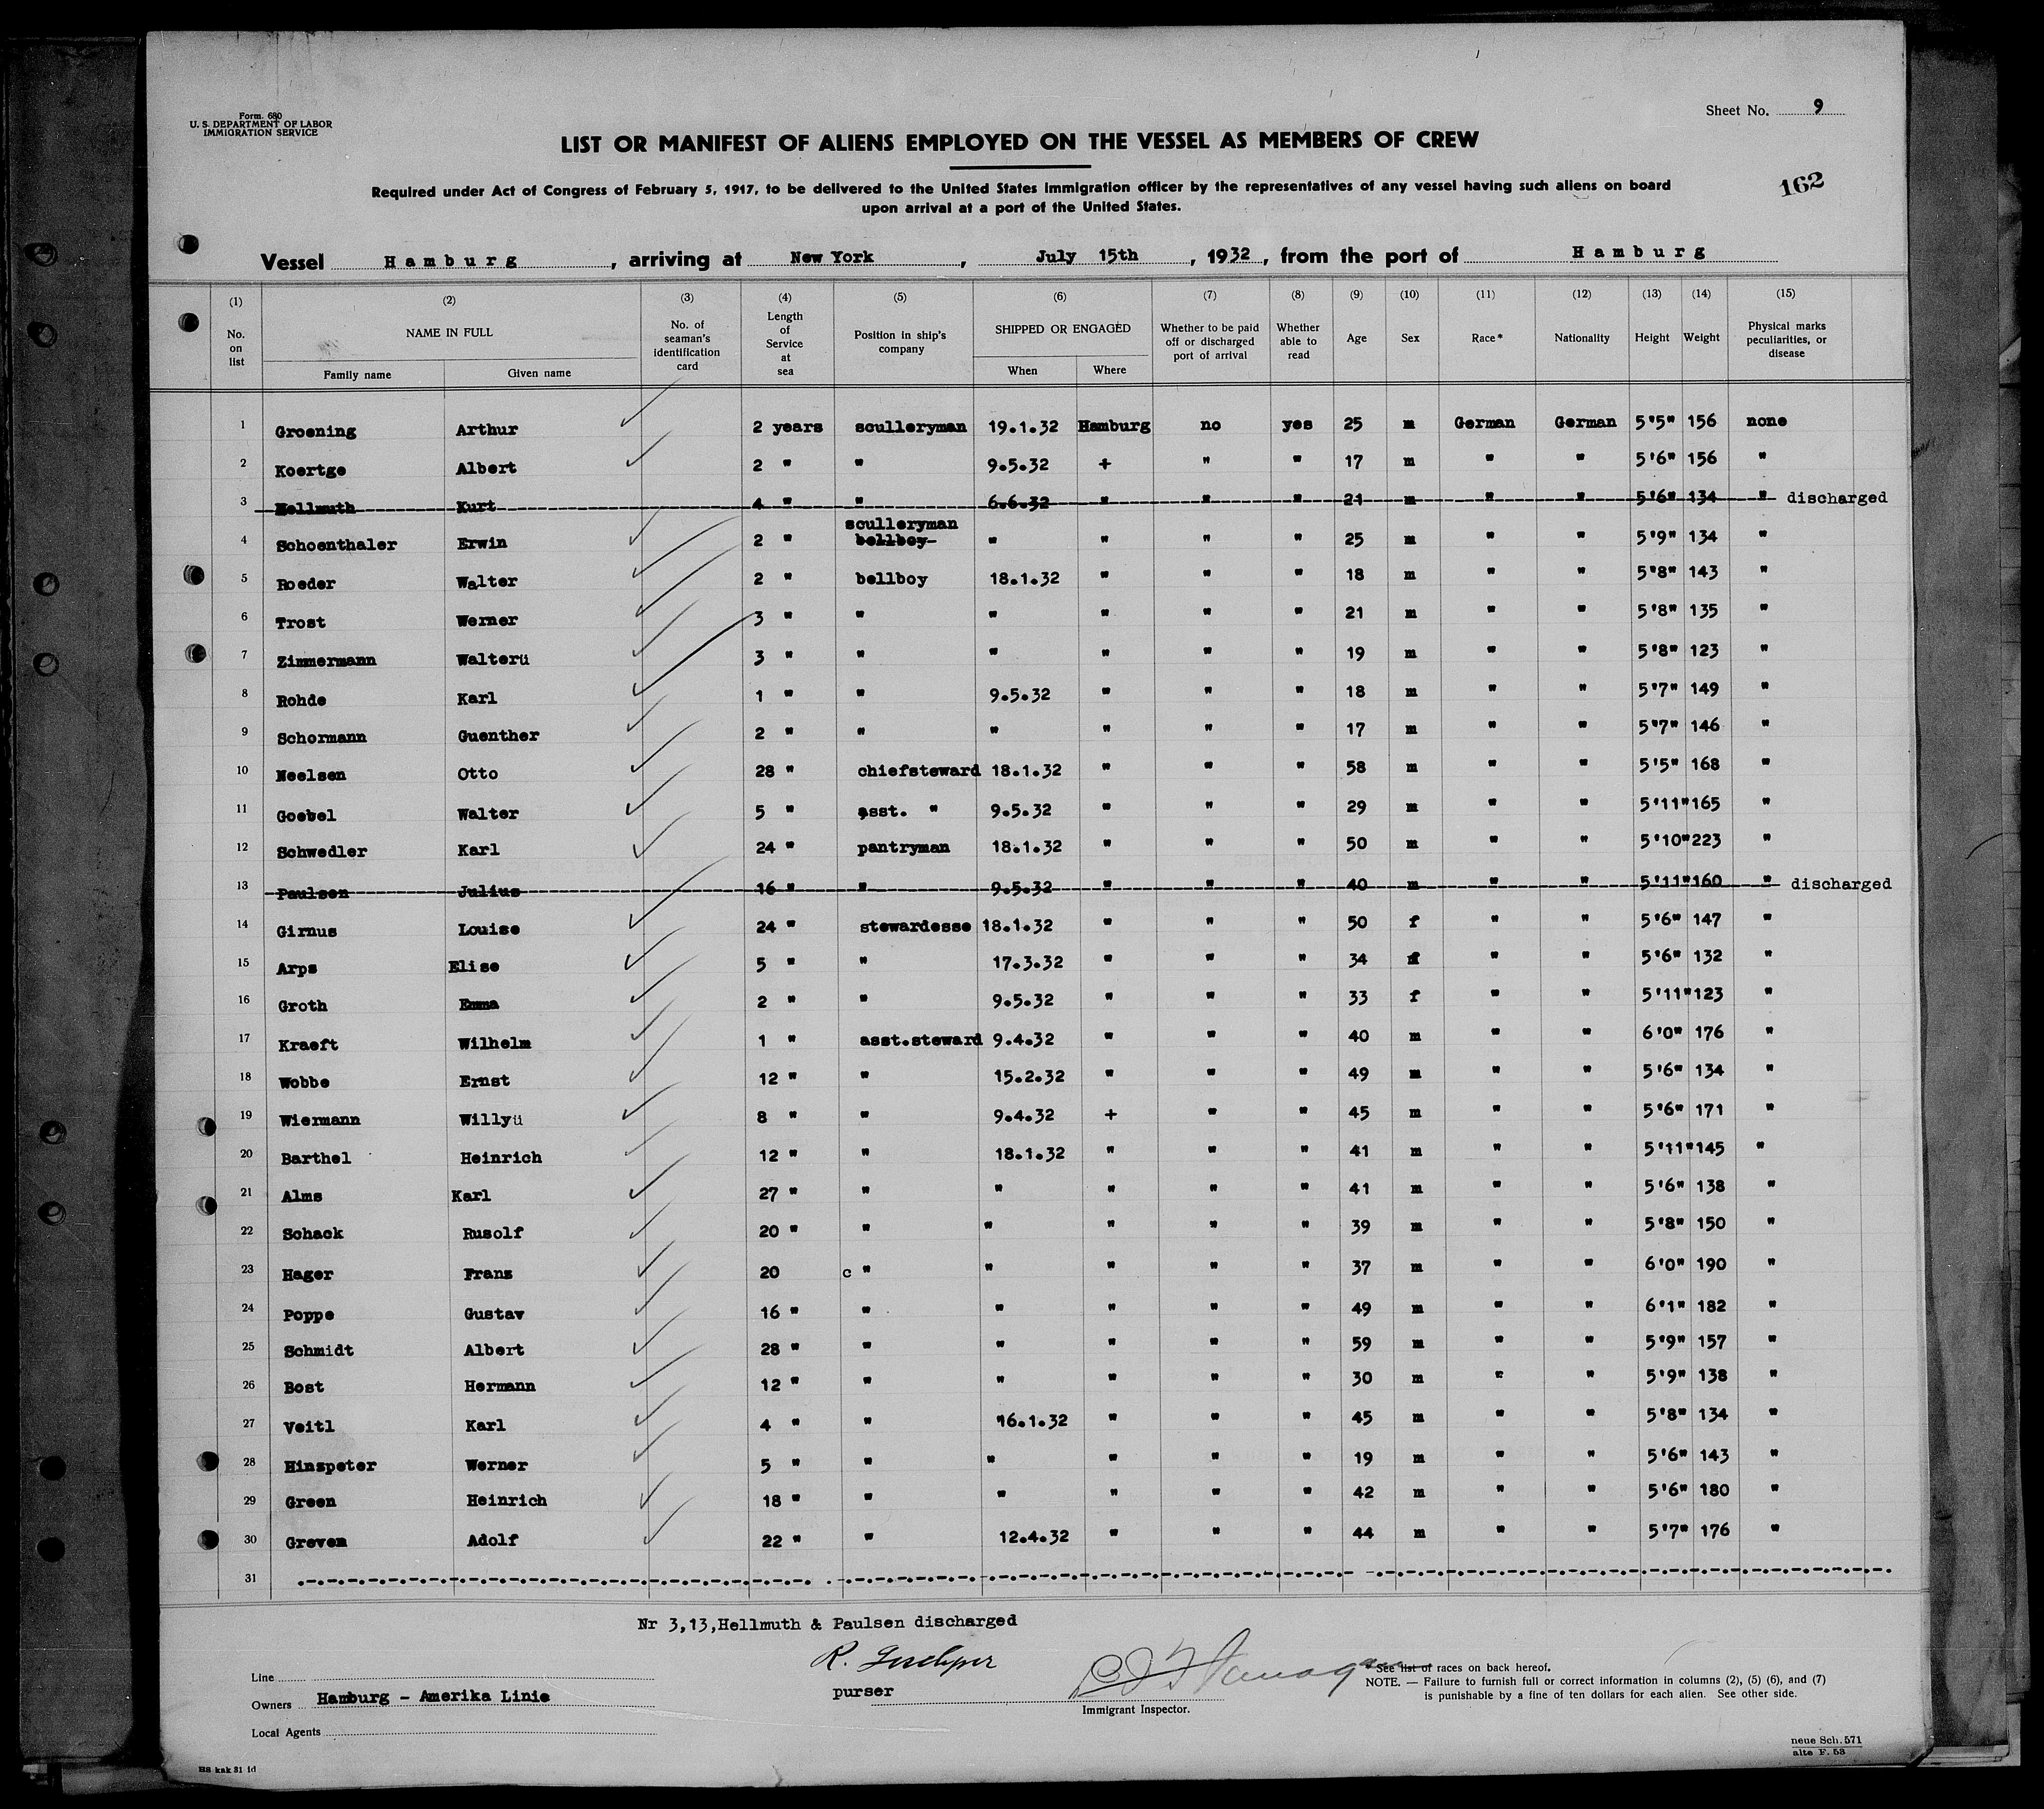 Form. 680
U. S. DEPARTMENT OF LABOR
IMMIGRATION SERVICE
Sheet No. 9
LIST OR MANIFEST OF ALIENS EMPLOYED ON THE VESSEL AS MEMBERS OF CREW
Required under Act of Congress of February 5, 1917, to be delivered to the United States immigration officer by the representatives of any vessel having such aliens on board
upon arrival at a port of the United States.
162
Vessel Hamburg, arriving at New York, July 15th, 1932, from the port of Hamburg
(1) (2) (3) (4) (5) (6) (7) (8) (9) (10) (11) (12) (13) (14) (15)
No. on list NAME IN FULL Family name Given name No. of seaman's identification card Length of Service at sea Position in ship's company SHIPPED OR ENGAGED When Where Whether to be paid off or discharged port of arrival Whether able to read Age Sex Race* Nationality Height Weight Physical marks peculiarities, or disease
1 Groening Arthur 2 years sculleryman 19.1.32 Hamburg no yes 25 m German German 5'5" 156 none
2 Koertge Albert 2 " " 9.5.32 + " " 17 m " " 5'6" 156 "
3 Hellmuth Kurt 4 " " 6.6.32 " " " 21 m " " 5'6" 134 " discharged
sculleryman
4 Schoenthaler Erwin 2 " bellboy " " " " 25 m " " 5'9" 134 "
5 Roeder Walter 2 " bellboy 18.1.32 " " " 18 m " " 5'8" 143 "
6 Trost Werner 3 " " " " " " 21 m " " 5'8" 135 "
7 Zimmermann Walterü 3 " " " " " " 19 m " " 5'8" 123 "
8 Rohde Karl 1 " " 9.5.32 " " " 18 m " " 5'7" 149 "
9 Schormann Guenther 2 " " " " " " 17 m " " 5'7" 146 "
10 Neelsen Otto 28 " chiefsteward 18.1.32 " " " 58 m " " 5'5" 168 "
11 Goebel Walter 5 " asst. " 9.5.32 " " " 29 m " " 5'11" 165 "
12 Schwedler Karl 24 " pantryman 18.1.32 " " " 50 m " " 5'10" 223 "
13 Paulsen Julius 16 " " 9.5.32 " " " 40 m " " 5'11" 160 " discharged
14 Girnus Louise 24 " stewardesse 18.1.32 " " " 50 f " " 5'6" 147 "
15 Arps Elise 5 " " 17.3.32 " " " 34 f " " 5'6" 132 "
16 Groth Emma 2 " " 9.5.32 " " " 33 f " " 5'11" 123 "
17 Kraeft Wilhelm 1 " asst.steward 9.4.32 " " " 40 m " " 6'0" 176 "
18 Wobbe Ernst 12 " " 15.2.32 " " " 49 m " " 5'6" 134 "
19 Wiermann Willyü 8 " " 9.4.32 + " " 45 m " " 5'6" 171 "
20 Barthel Heinrich 12 " " 18.1.32 " " " 41 m " " 5'11" 145 "
21 Alms Karl 27 " " " " " " 41 m " " 5'6" 138 "
22 Schack Rusolf 20 " " " " " " 39 m " " 5'8" 150 "
23 Hager Franz 20 c " " " " " 37 m " " 6'0" 190 "
24 Poppe Gustav 16 " " " " " " 49 m " " 6'1" 182 "
25 Schmidt Albert 28 " " " " " " 59 m " " 5'9" 157 "
26 Bost Hermann 12 " " " " " " 30 m " " 5'9" 138 "
27 Veitl Karl 4 " " 16.1.32 " " " 45 m " " 5'8" 134 "
28 Hinspeter Werner 5 " " " " " " 19 m " " 5'6" 143 "
29 Green Heinrich 18 " " " " " " 42 m " " 5'6" 180 "
30 Greven Adolf 22 " " 12.4.32 " " " 44 m " " 5'7" 176 "
31
Nr 3,13,Hellmuth & Paulsen discharged
R.
Line
purser
Owners Hamburg - Amerika Linie
Immigrant Inspector.
Local Agents
* See list of races on back hereof.
NOTE. — Failure to furnish full or correct information in columns (2), (5) (6), and (7)
is punishable by a fine of ten dollars for each alien. See other side.
neue Sch. 571
alte F. 53
HS kak 31 1d